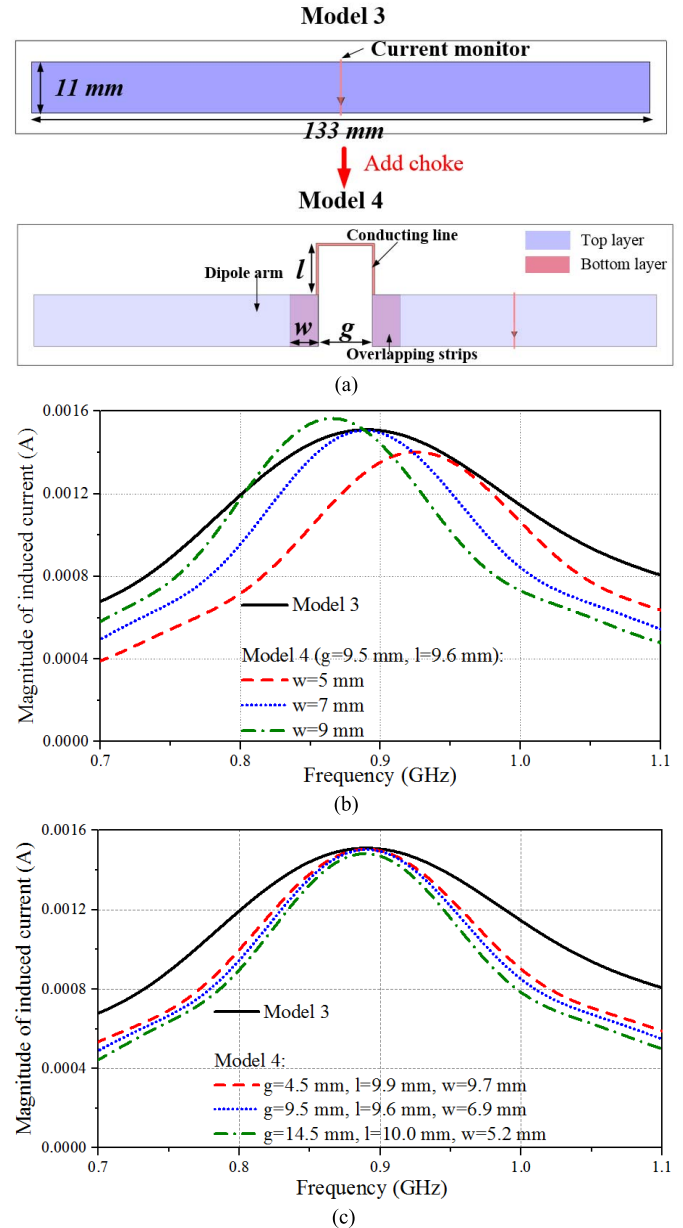 Model 3
Current monitor
11 mm
133 mm
Add choke
Model 4
Conducting line
Top layer
Bottom layer
Dipole arm
l
w
g
Overlapping strips
(a)
Magnitude of induced current (A)
0.0016
0.0012
0.0008
0.0004
0.0000
Model 3
Model 4 (g=9.5 mm, l=9.6 mm):
w=5 mm
w=7 mm
w=9 mm
0.7 0.8 0.9 1.0 1.1
Frequency (GHz)
(b)
Magnitude of induced current (A)
0.0016
0.0012
0.0008
0.0004
0.0000
Model 3
Model 4:
g=4.5 mm, l=9.9 mm, w=9.7 mm
g=9.5 mm, l=9.6 mm, w=6.9 mm
g=14.5 mm, l=10.0 mm, w=5.2 mm
0.7 0.8 0.9 1.0 1.1
Frequency (GHz)
(c)